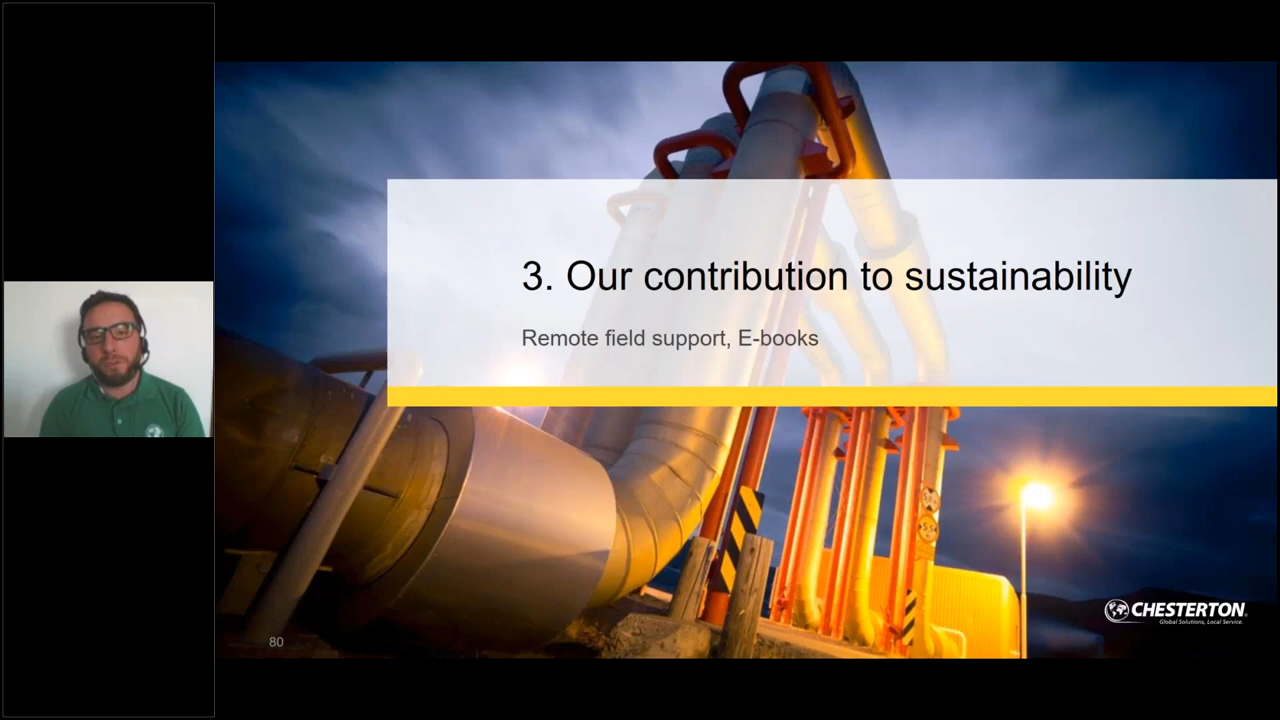 3. Our contribution to sustainability
Remote field support, E-books
CHESTERTON
Global Solutions, Local Service.
80